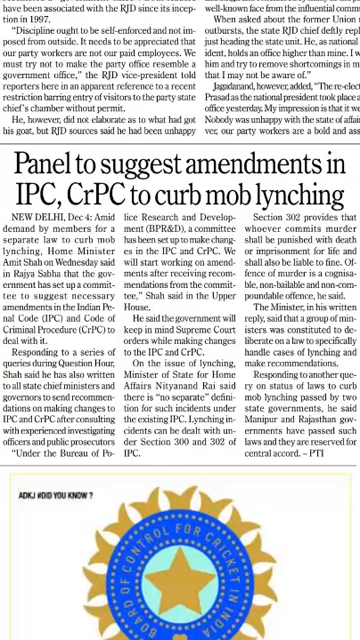 have been associated with the RJD since its incep-
tion in 1997.
"Discipline ought to be self-enforced and not im-
posed from outside. It needs to be appreciated that
our party workers are not our paid employees. We
must try not to make the party office resemble a
government office," the RJD vice-president told
reporters here in an apparent reference to a recent
restriction barring entry of visitors to the party state
chief's chamber without permit.
He, however, did not elaborate as to what had got
his goat, but RJD sources said he had been unhappy
well-known face from the influential commu
When asked about the former Union
outbursts, the state RJD chief deftly repl
just heading the state unit. He, as national
ident, holds an office higher than mine. I w
him and try to remove shortcomings in m
that I may not be aware of."
Jagadanand, however, added, "The re-elect
Prasad as the national president took place a
office yesterday. My impression is that it we
Nobody was unhappy with the state of affair
ver, our party workers are a bold and ass
Panel to suggest amendments in
IPC, CrPC to curb mob lynching
NEW DELHI, Dec 4: Amid
demand by members for a
separate law to curb mob
lynching, Home Minister
Amit Shah on Wednesday said
in Rajya Sabha that the gov-
ernment has set up a commit-
tee to suggest necessary
amendments in the Indian Pe-
nal Code (IPC) and Code of
Criminal Procedure (CrPC) to
deal with it.
Responding to a series of
queries during Question Hour,
Shah said he has also written
to all state chief ministers and
governors to send recommen-
dations on making changes to
IPC and CrPC after consulting
with experienced investigating
officers and public prosecutors
"Under the Bureau of Po-
lice Research and Develop-
ment (BPR&D), a committee
has been set up to make chang-
es in the IPC and CrPC. We
will start working on amend-
ments after receiving recom-
mendations from the commit-
tee," Shah said in the Upper
House.
He said the government will
keep in mind Supreme Court
orders while making changes
to the IPC and CrPC.
On the issue of lynching,
Minister of State for Home
Affairs Nityanand Rai said
there is "no separate" defini-
tion for such incidents under
the existing IPC. Lynching in-
cidents can be dealt with un-
der Section 300 and 302 of
IPC.
Section 302 provides that
whoever commits murder
shall be punished with death
or imprisonment for life and
shall also be liable to fine. Of-
fence of murder is a cognisa-
ble, non-bailable and non-com-
poundable offence, he said.
The Minister, in his written
reply, said that a group of min-
isters was constituted to de-
liberate on a law to specifically
handle cases of lynching and
make recommendations.
Responding to another que-
ry on status of laws to curb
mob lynching passed by two
state governments, he said
Manipur and Rajasthan gov-
ernments have passed such
laws and they are reserved for
central accord. – PTI
ADKJ #DID YOU KNOW ?
BOARD OF CONTROL FOR CRICKET IN INDIA